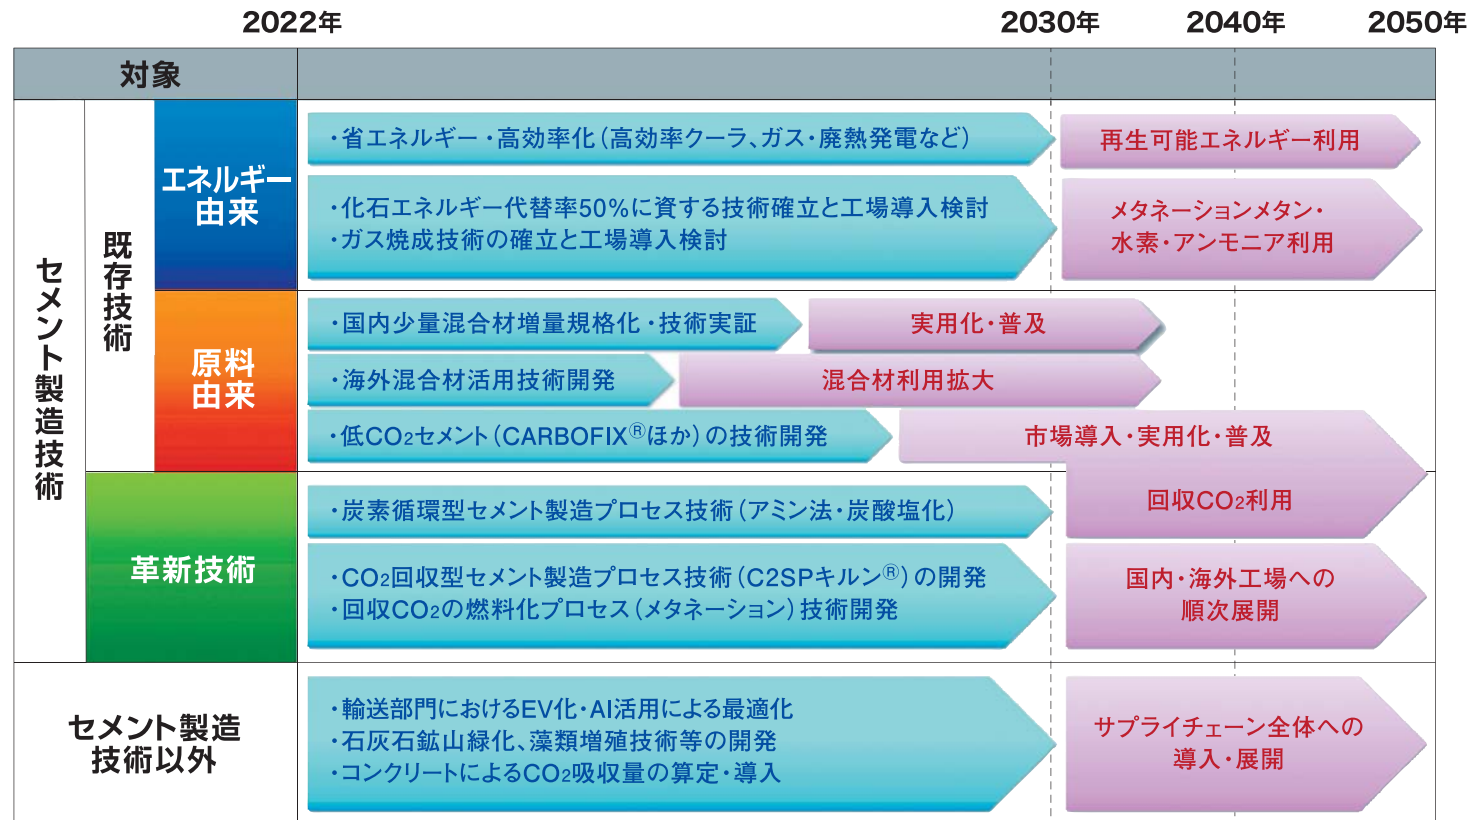 2022年
2030年
2040年
2050年
対象
セメント製造技術
既存技術
エネルギー
由来
・省エネルギー・高効率化（高効率クーラ、ガス・廃熱発電など）
再生可能エネルギー利用
・化石エネルギー代替率50%に資する技術確立と工場導入検討
・ガス焼成技術の確立と工場導入検討
メタネーションメタン・
水素・アンモニア利用
原料
由来
・国内少量混合材増量規格化・技術実証
実用化・普及
・海外混合材活用技術開発
混合材利用拡大
・低CO2セメント（CARBOFIX®ほか）の技術開発
市場導入・実用化・普及
革新技術
・炭素循環型セメント製造プロセス技術（アミン法・炭酸塩化）
回収CO2利用
・CO2回収型セメント製造プロセス技術（C2SPキルン®）の開発
・回収CO2の燃料化プロセス（メタネーション）技術開発
国内・海外工場への
順次展開
セメント製造
技術以外
・輸送部門におけるEV化・AI活用による最適化
・石灰石鉱山緑化、藻類増殖技術等の開発
・コンクリートによるCO2吸収量の算定・導入
サプライチェーン全体への
導入・展開